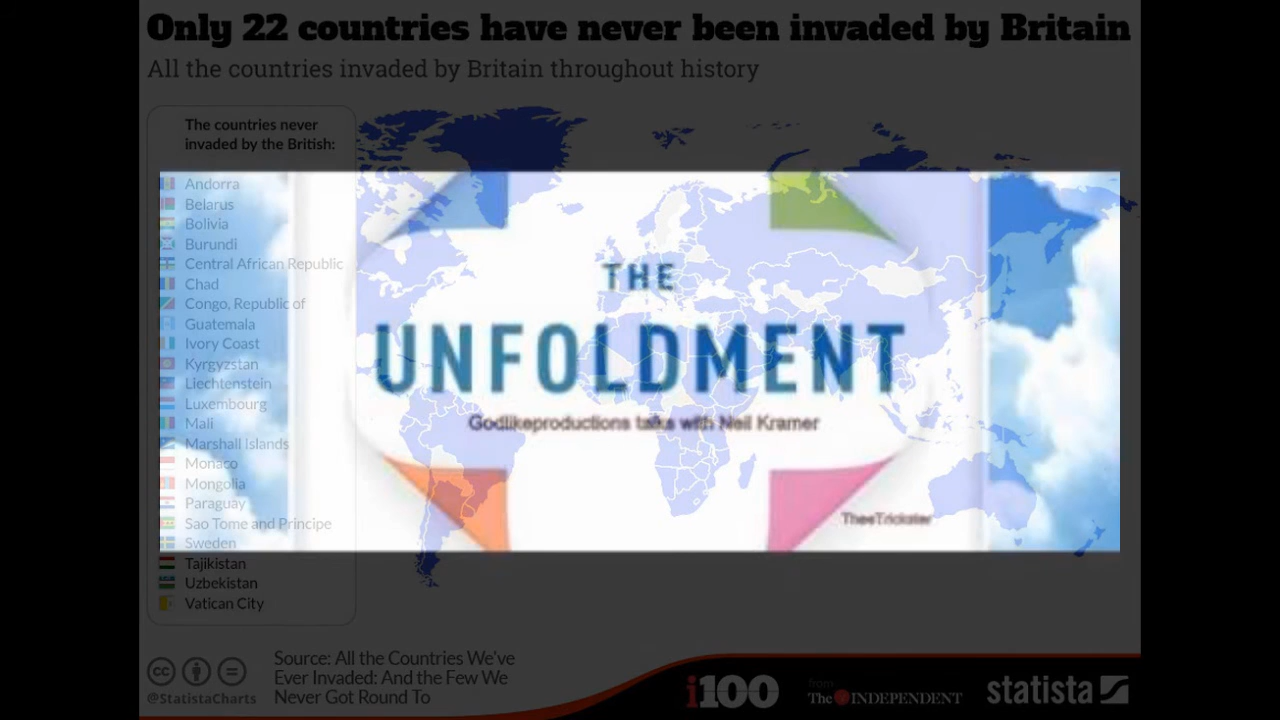 Only 22 countries have never been invaded by Britain
All the countries invaded by Britain throughout history
The countries never
invaded by the British:
Andorra
Belarus
Bolivia
Burundi
Central African Republic
Chad
Congo, Republic of
Guatemala
Ivory Coast
Kyrgyzstan
Liechtenstein
Luxembourg
Mali
Marshall Islands
Monaco
Mongolia
Paraguay
Sao Tome and Principe
Sweden
Tajikistan
Uzbekistan
Vatican City
THE
UNFOLDMENT
Godlikeproductions talks with Neil Kramer
TheeTrickster
Source: All the Countries We've
Ever Invaded: And the Few We
Never Got Round To
cc
@StatistaCharts
i100
from
The INDEPENDENT
statista